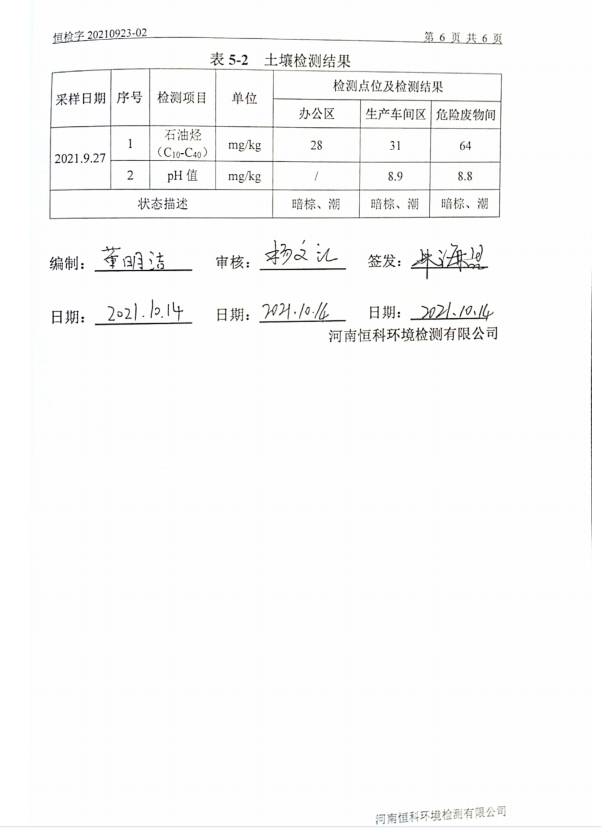 恒检字 20210923-02
第 6 页 共 6 页
表 5-2 土壤检测结果
采样日期 序号 检测项目 单位 检测点位及检测结果
办公区 生产车间区 危险废物间
2021.9.27 1 石油烃（C10-C40） mg/kg 28 31 64
2 pH 值 mg/kg / 8.9 8.8
状态描述 暗棕、潮 暗棕、潮 暗棕、潮
编制： 董明洁 审核： 杨文 签发：
日期： 2021.10.14 日期： 2021.10.14 日期： 2021.10.14
河南恒科环境检测有限公司
河南恒科环境检测有限公司